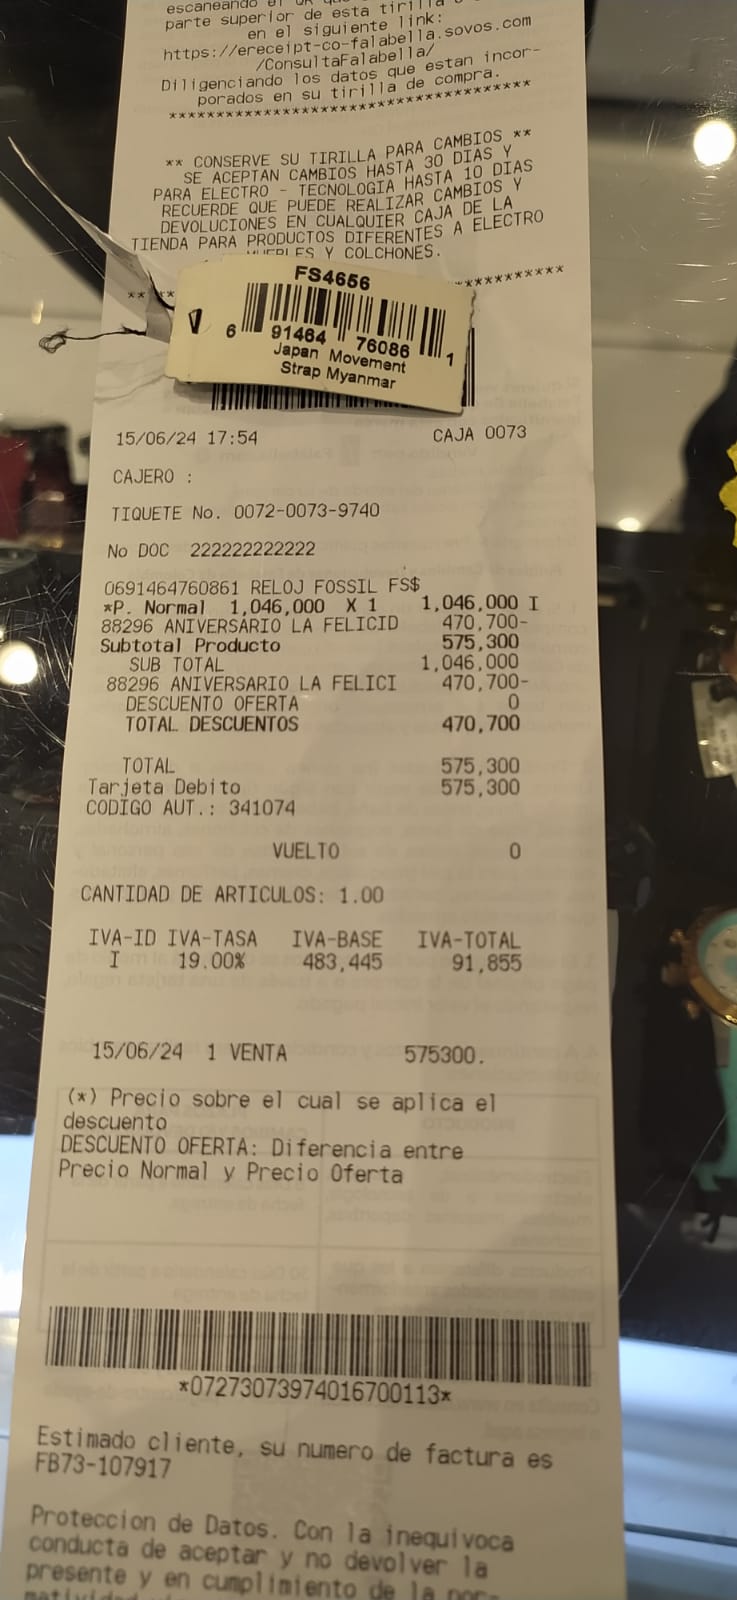 escaneando el QR que
parte superior de esta tirilla o
en el siguiente link:
https://ereceipt-co-falabella.sovos.com
/ConsultaFalabella/
Diligenciando los datos que estan incor-
porados en su tirilla de compra.
** CONSERVE SU TIRILLA PARA CAMBIOS **
SE ACEPTAN CAMBIOS HASTA 30 DIAS Y
PARA ELECTRO - TECNOLOGIA HASTA 10 DIAS
RECUERDE QUE PUEDE REALIZAR CAMBIOS Y
DEVOLUCIONES EN CUALQUIER CAJA DE LA
TIENDA PARA PRODUCTOS DIFERENTES A ELECTRO
MUEBLES Y COLCHONES.
FS4656
6 91464 76086 1
Japan Movement
Strap Myanmar
15/06/24 17:54 CAJA 0073
CAJERO :
TIQUETE No. 0072-0073-9740
No DOC 222222222222
0691464760861 RELOJ FOSSIL FS$
*P. Normal 1,046,000 X 1 1,046,000 I
88296 ANIVERSARIO LA FELICID 470,700-
Subtotal Producto 575,300
SUB TOTAL 1,046,000
88296 ANIVERSARIO LA FELICI 470,700-
DESCUENTO OFERTA 0
TOTAL DESCUENTOS 470,700
TOTAL 575,300
Tarjeta Debito 575,300
CODIGO AUT.: 341074
VUELTO 0
CANTIDAD DE ARTICULOS: 1.00
IVA-ID IVA-TASA IVA-BASE IVA-TOTAL
I 19.00% 483,445 91,855
15/06/24 1 VENTA 575300.
(*) Precio sobre el cual se aplica el
descuento
DESCUENTO OFERTA: Diferencia entre
Precio Normal y Precio Oferta
*07273073974016700113*
Estimado cliente, su numero de factura es
FB73-107917
Proteccion de Datos. Con la inequivoca
conducta de aceptar y no devolver la
presente y en cumplimiento de la nor-